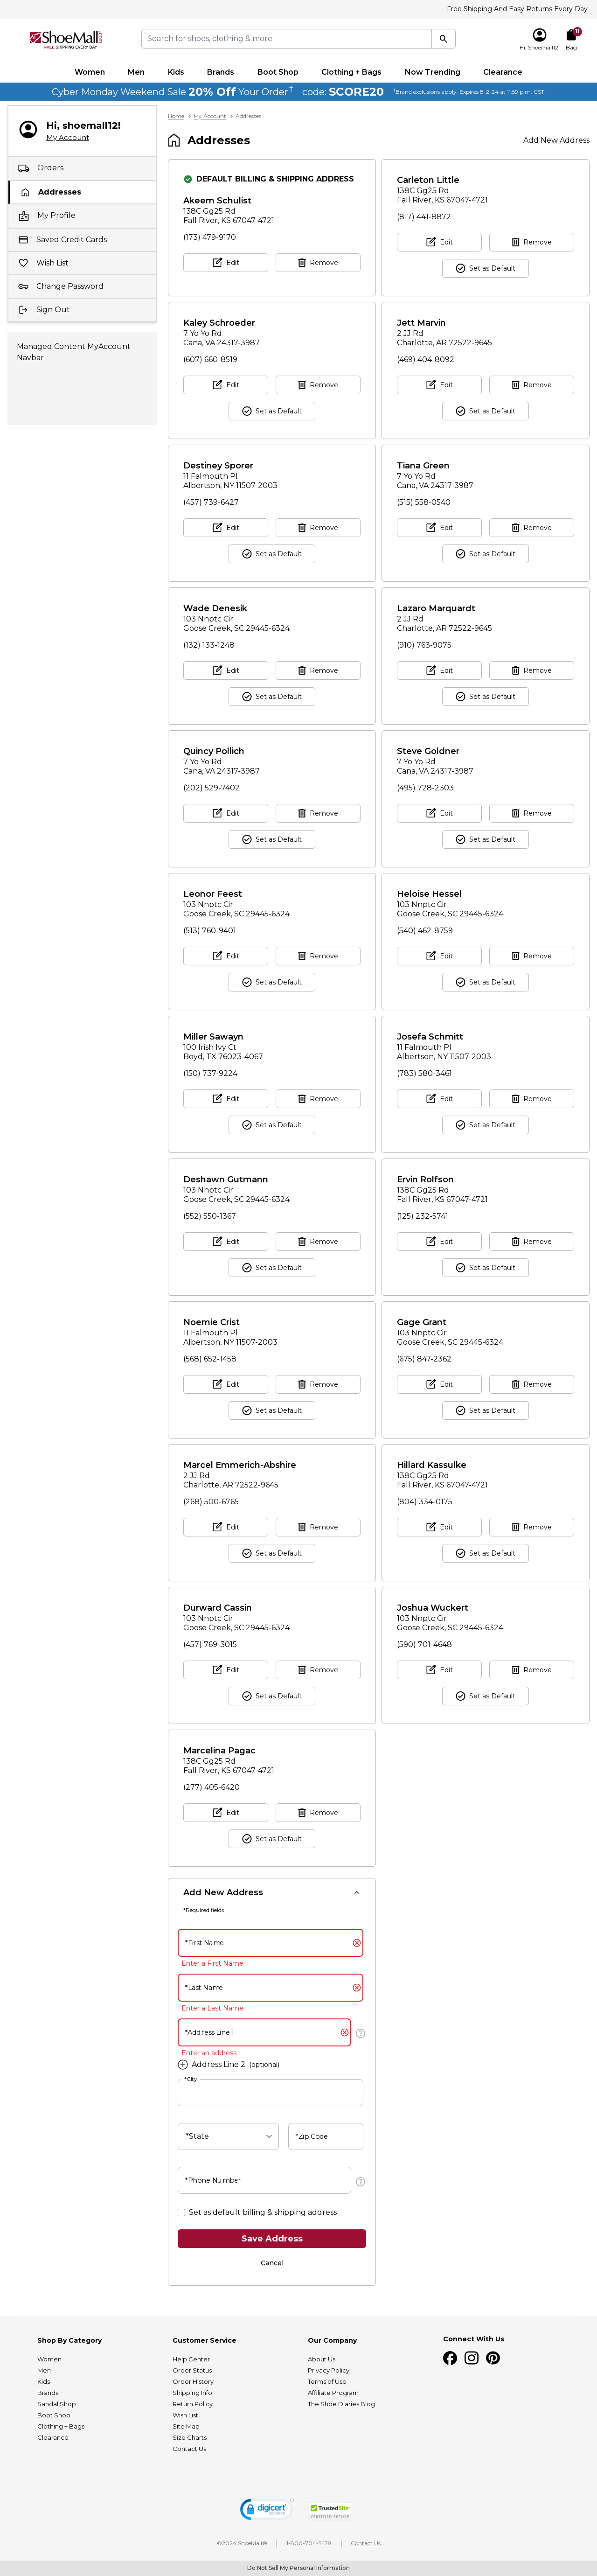 Free Shipping And Easy Returns Every Day
ShoeMall
FREE SHIPPING EVERY DAY
Search for shoes, clothing & more
Hi, Shoemall12!
11
Bag
Women Men Kids Brands Boot Shop Clothing + Bags Now Trending Clearance
Cyber Monday Weekend Sale 20% Off Your Order† code: SCORE20 †Brand exclusions apply. Expires 8-2-24 at 11:59 p.m. CST.
Hi, shoemall12!
My Account
Orders
Addresses
My Profile
Saved Credit Cards
Wish List
Change Password
Sign Out
Managed Content MyAccount
Navbar
Home > My Account > Addresses
Addresses
Add New Address
DEFAULT BILLING & SHIPPING ADDRESS
Akeem Schulist
138C Gg25 Rd
Fall River, KS 67047-4721
(173) 479-9170
Edit Remove
Carleton Little
138C Gg25 Rd
Fall River, KS 67047-4721
(817) 441-8872
Edit Remove
Set as Default
Kaley Schroeder
7 Yo Yo Rd
Cana, VA 24317-3987
(607) 660-8519
Edit Remove
Set as Default
Jett Marvin
2 JJ Rd
Charlotte, AR 72522-9645
(469) 404-8092
Edit Remove
Set as Default
Destiney Sporer
11 Falmouth Pl
Albertson, NY 11507-2003
(457) 739-6427
Edit Remove
Set as Default
Tiana Green
7 Yo Yo Rd
Cana, VA 24317-3987
(515) 558-0540
Edit Remove
Set as Default
Wade Denesik
103 Nnptc Cir
Goose Creek, SC 29445-6324
(132) 133-1248
Edit Remove
Set as Default
Lazaro Marquardt
2 JJ Rd
Charlotte, AR 72522-9645
(910) 763-9075
Edit Remove
Set as Default
Quincy Pollich
7 Yo Yo Rd
Cana, VA 24317-3987
(202) 529-7402
Edit Remove
Set as Default
Steve Goldner
7 Yo Yo Rd
Cana, VA 24317-3987
(495) 728-2303
Edit Remove
Set as Default
Leonor Feest
103 Nnptc Cir
Goose Creek, SC 29445-6324
(513) 760-9401
Edit Remove
Set as Default
Heloise Hessel
103 Nnptc Cir
Goose Creek, SC 29445-6324
(540) 462-8759
Edit Remove
Set as Default
Miller Sawayn
100 Irish Ivy Ct
Boyd, TX 76023-4067
(150) 737-9224
Edit Remove
Set as Default
Josefa Schmitt
11 Falmouth Pl
Albertson, NY 11507-2003
(783) 580-3461
Edit Remove
Set as Default
Deshawn Gutmann
103 Nnptc Cir
Goose Creek, SC 29445-6324
(552) 550-1367
Edit Remove
Set as Default
Ervin Rolfson
138C Gg25 Rd
Fall River, KS 67047-4721
(125) 232-5741
Edit Remove
Set as Default
Noemie Crist
11 Falmouth Pl
Albertson, NY 11507-2003
(568) 652-1458
Edit Remove
Set as Default
Gage Grant
103 Nnptc Cir
Goose Creek, SC 29445-6324
(675) 847-2362
Edit Remove
Set as Default
Marcel Emmerich-Abshire
2 JJ Rd
Charlotte, AR 72522-9645
(268) 500-6765
Edit Remove
Set as Default
Hillard Kassulke
138C Gg25 Rd
Fall River, KS 67047-4721
(804) 334-0175
Edit Remove
Set as Default
Durward Cassin
103 Nnptc Cir
Goose Creek, SC 29445-6324
(457) 769-3015
Edit Remove
Set as Default
Joshua Wuckert
103 Nnptc Cir
Goose Creek, SC 29445-6324
(590) 701-4648
Edit Remove
Set as Default
Marcelina Pagac
138C Gg25 Rd
Fall River, KS 67047-4721
(277) 405-6420
Edit Remove
Set as Default
Add New Address
*Required fields
*First Name
Enter a First Name
*Last Name
Enter a Last Name
*Address Line 1
Enter an address
Address Line 2 (optional)
*City
*State *Zip Code
*Phone Number
Set as default billing & shipping address
Save Address
Cancel
Shop By Category
Women
Men
Kids
Brands
Sandal Shop
Boot Shop
Clothing + Bags
Clearance
Customer Service
Help Center
Order Status
Order History
Shipping Info
Return Policy
Wish List
Site Map
Size Charts
Contact Us
Our Company
About Us
Privacy Policy
Terms of Use
Affiliate Program
The Shoe Diaries Blog
Connect With Us
digicert
TrustedSite
CERTIFIED SECURE
©2024 ShoeMall® | 1-800-704-5478 | Contact Us
Do Not Sell My Personal Information